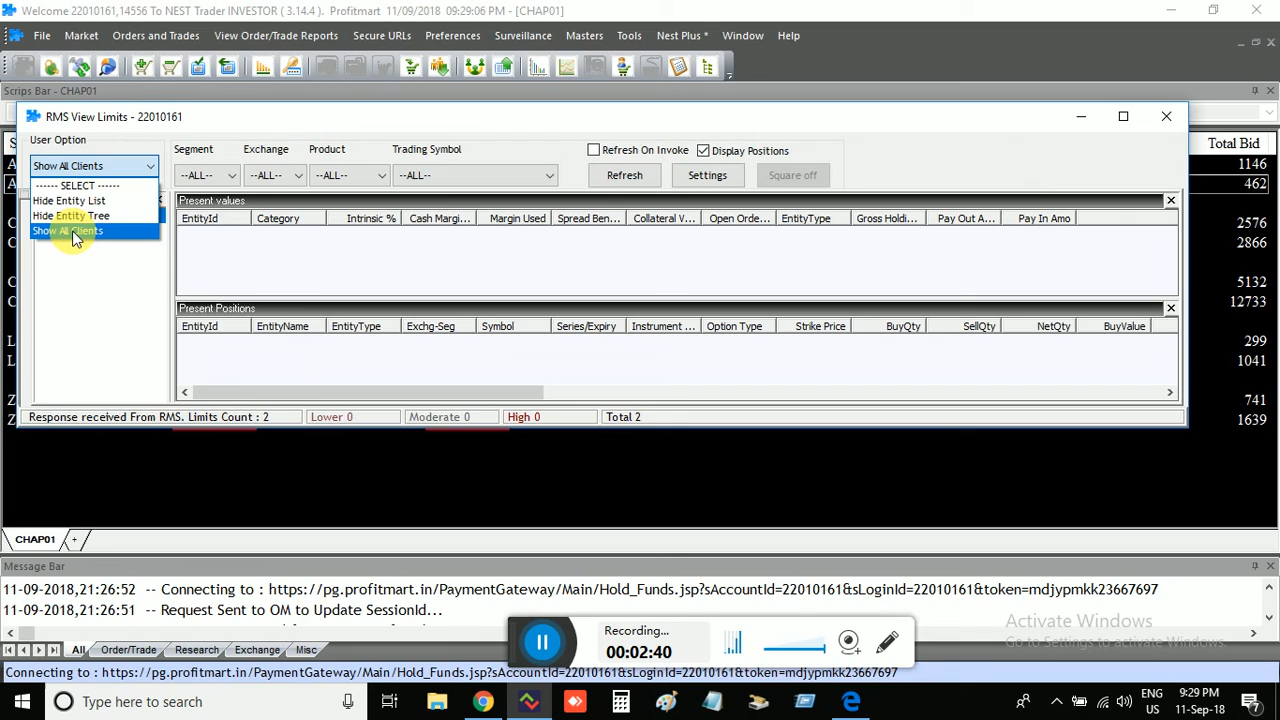 Welcome 22010161,14556 To NEST Trader INVESTOR ( 3.14.4 ). Profitmart 11/09/2018 - 09:29:06 PM - [CHAP01]
File Market Orders and Trades View Order/Trade Reports Secure URLs Preferences Surveillance Masters Tools Nest Plus * Window Help
Scrips Bar - CHAP01
RMS View Limits - 22010161
User Option
Segment Exchange Product Trading Symbol
Refresh On Invoke Display Positions
Show All Clients
--ALL-- --ALL-- --ALL-- --ALL-- Refresh Settings Square off
------ SELECT ------
Hide Entity List
Hide Entity Tree
Show All Clients
Present values
EntityId Category Intrinsic % Cash Margi... Margin Used Spread Ben... Collateral V... Open Orde... EntityType Gross Holdi... Pay Out A... Pay In Amo
Present Positions
EntityId EntityName EntityType Exchg-Seg Symbol Series/Expiry Instrument ... Option Type Strike Price BuyQty SellQty NetQty BuyValue
Response received From RMS. Limits Count : 2 Lower 0 Moderate 0 High 0 Total 2
S Total Bid
A 1146
A 462
2576
C 2866
C 5132
C 12733
L 299
L 1041
Z 741
Z 1639
CHAP01 +
Message Bar
11-09-2018,21:26:52 -- Connecting to : https://pg.profitmart.in/PaymentGateway/Main/Hold_Funds.jsp?sAccountId=22010161&sLoginId=22010161&token=mdjypmkk23667697
11-09-2018,21:26:51 -- Request Sent to OM to Update SessionId...
Activate Windows
Go to Settings to activate Windows.
Recording...
00:02:40
All Order/Trade Research Exchange Misc
Connecting to : https://pg.profitmart.in/PaymentGateway/Main/Hold_Funds.jsp?sAccountId=22010161&sLoginId=22010161&token=mdjypmkk23667697
Type here to search
ENG
9:29 PM
11-Sep-18
7